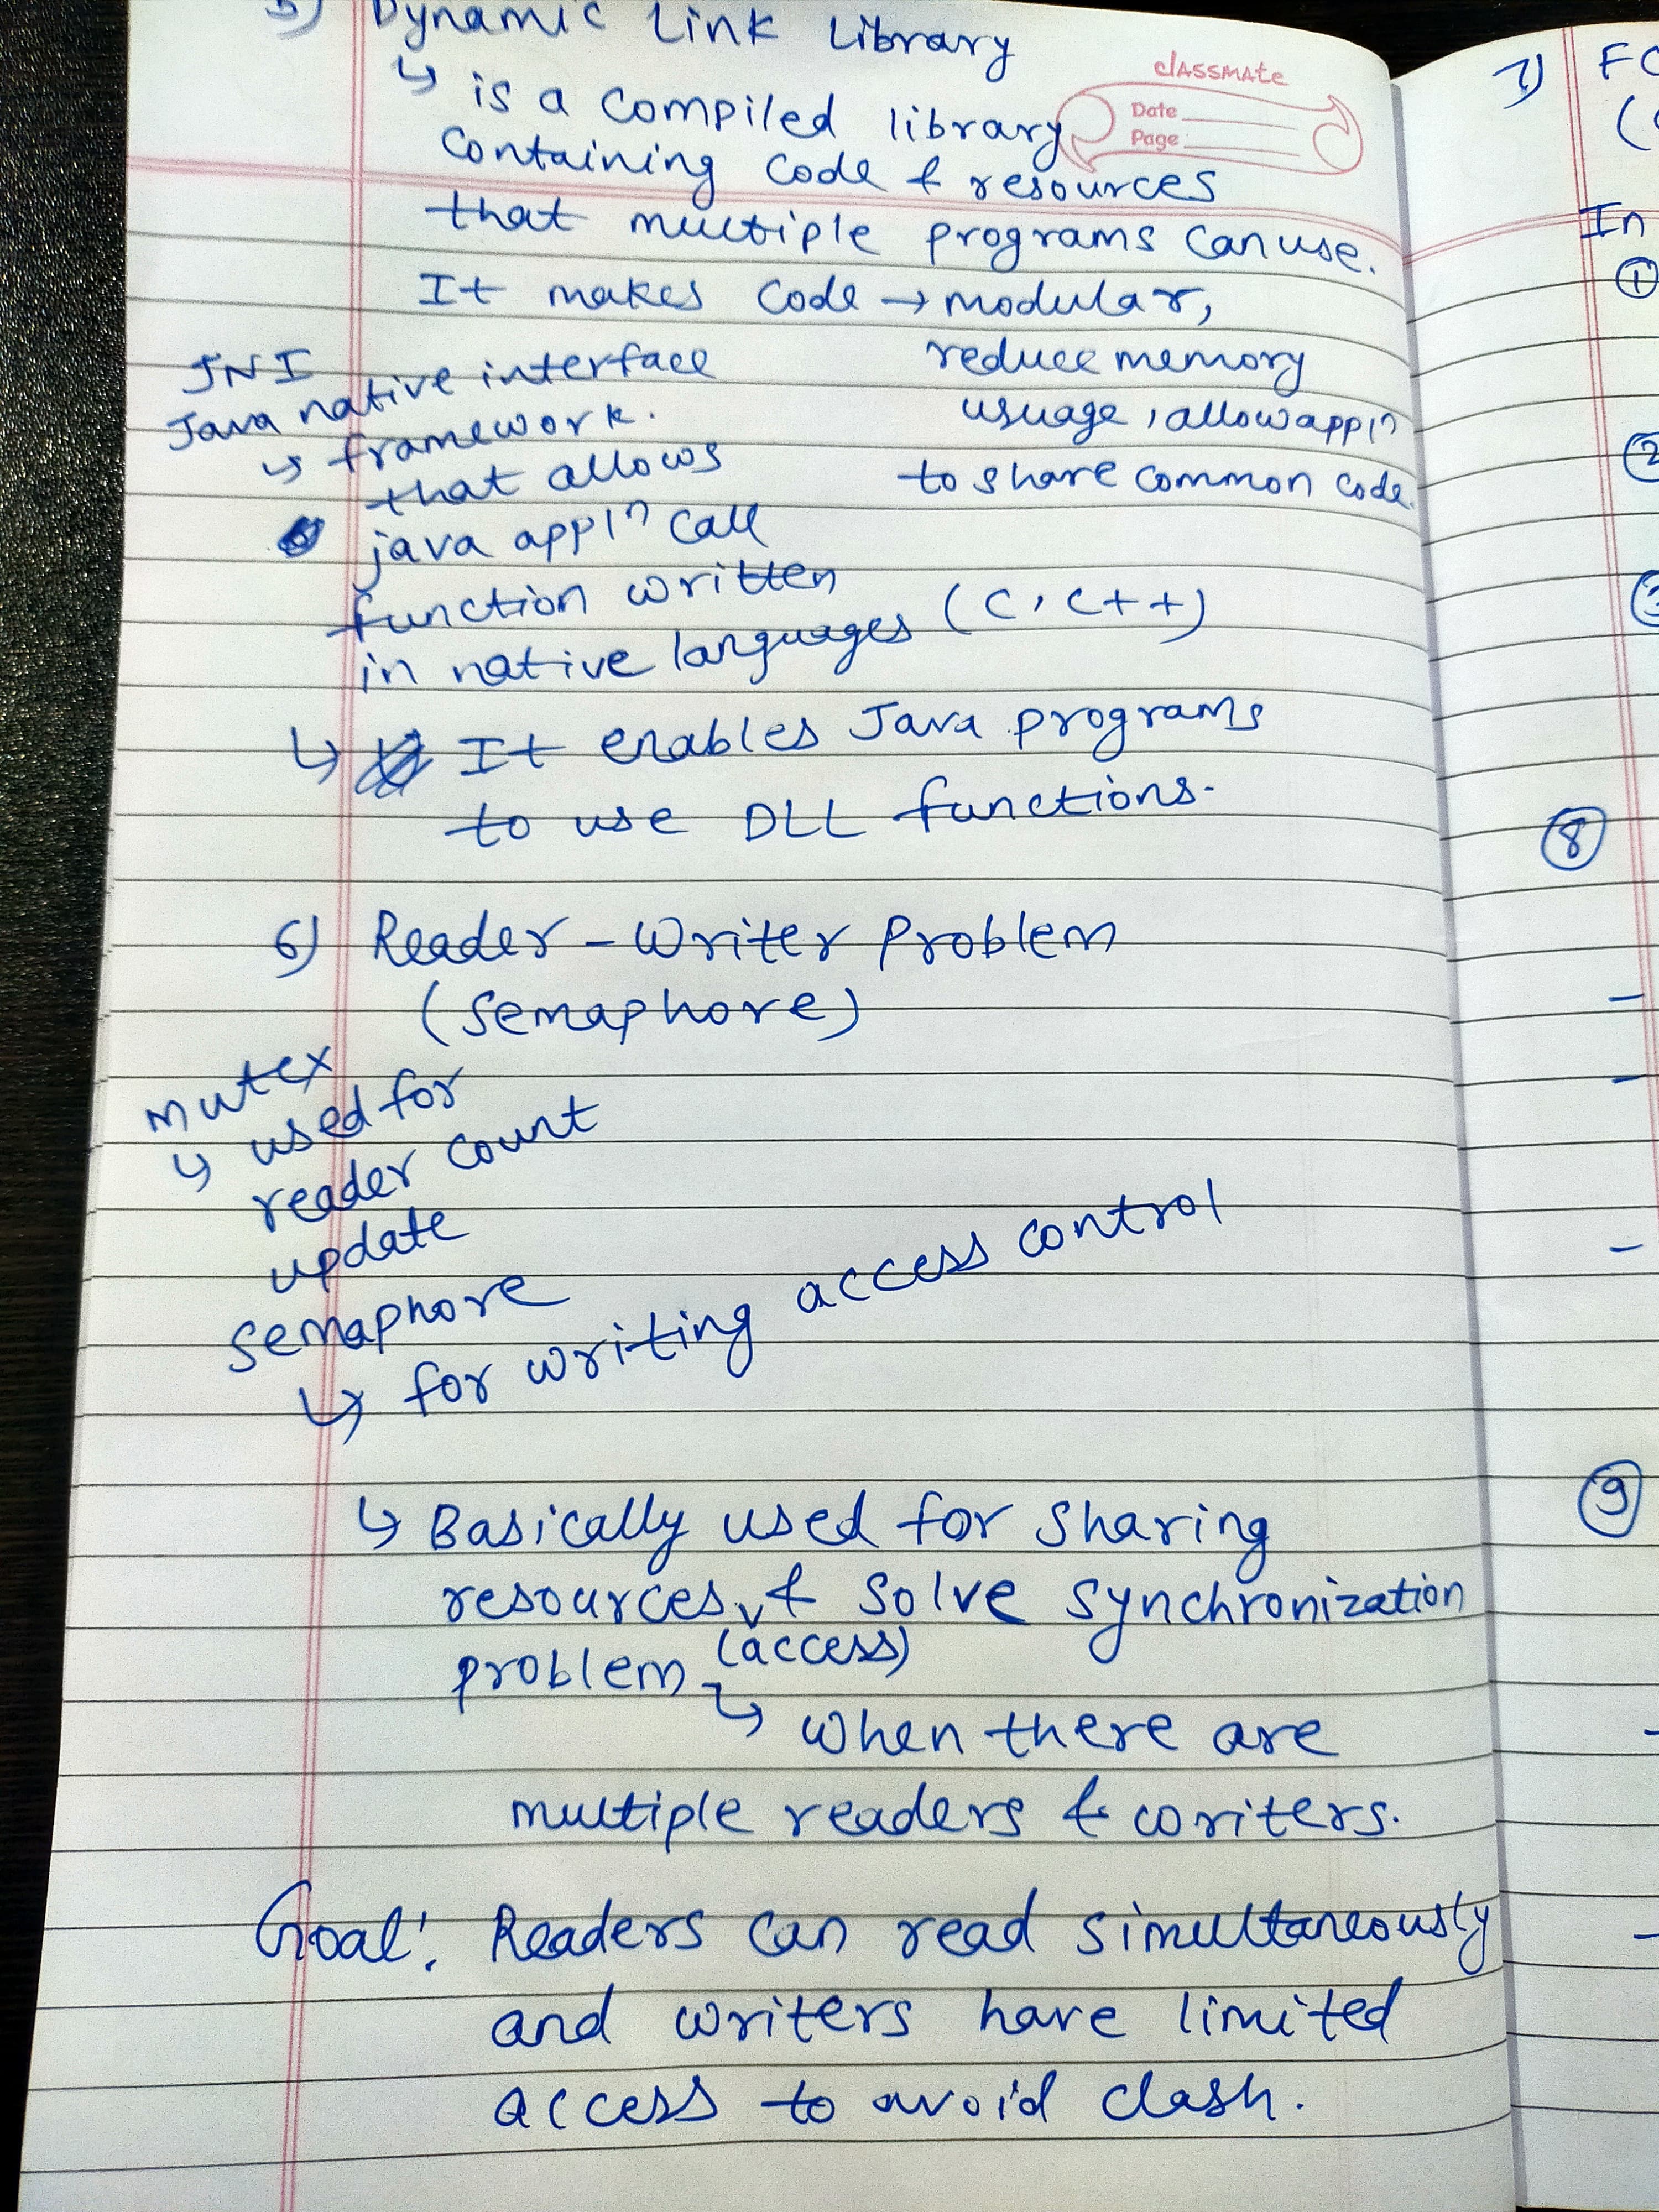 5) Dynamic Link Library
↳ is a compiled library
containing code & resources
that multiple programs can use.
It makes code → modular,
reduce memory
usuage, allow appln
to share common code.
classmate
Date
Page
JNI
Java native interface
↳ framework.
that allows
java appln call
function written
in native languages (C, C++)
↳ It enables Java programs
to use DLL functions.
6) Reader - Writer Problem
(Semaphore)
mutex
↳ used for
reader count
update
Semaphore
↳ for writing access control
↳ Basically used for sharing
resources & solve synchronization
(access)
problem
↳ when there are
multiple readers & writers.
Goal: Readers can read simultaneously
and writers have limited
access to avoid clash.
7) FC
(
In
①
②
③
⑧
-
-
-
⑨
-
-